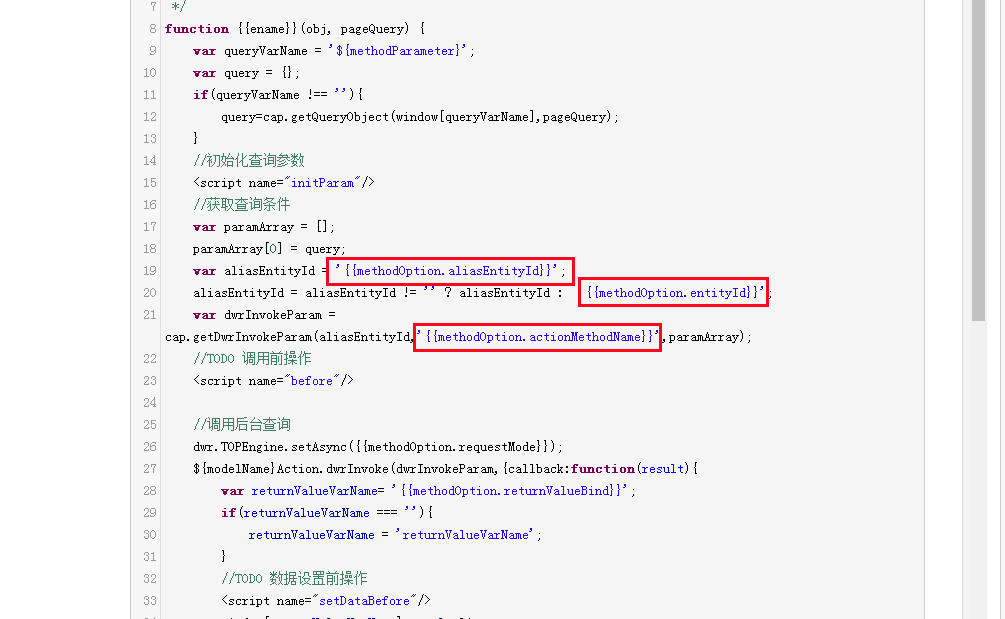 7 */
8 function {{ename}}(obj, pageQuery) {
9 var queryVarName = '${methodParameter}';
10 var query = {};
11 if(queryVarName !== ''){
12 query=cap.getQueryObject(window[queryVarName],pageQuery);
13 }
14 //初始化查询参数
15 <script name="initParam"/>
16 //获取查询条件
17 var paramArray = [];
18 paramArray[0] = query;
19 var aliasEntityId = '{{methodOption.aliasEntityId}}';
20 aliasEntityId = aliasEntityId != '' ? aliasEntityId : {{methodOption.entityId}}';
21 var dwrInvokeParam =
cap.getDwrInvokeParam(aliasEntityId,'{{methodOption.actionMethodName}}',paramArray);
22 //TODO 调用前操作
23 <script name="before"/>
24
25 //调用后台查询
26 dwr.TOPEngine.setAsync({{methodOption.requestMode}});
27 ${modelName}Action.dwrInvoke(dwrInvokeParam,{callback:function(result){
28 var returnValueVarName= '{{methodOption.returnValueBind}}';
29 if(returnValueVarName === ''){
30 returnValueVarName = 'returnValueVarName';
31 }
32 //TODO 数据设置前操作
33 <script name="setDataBefore"/>